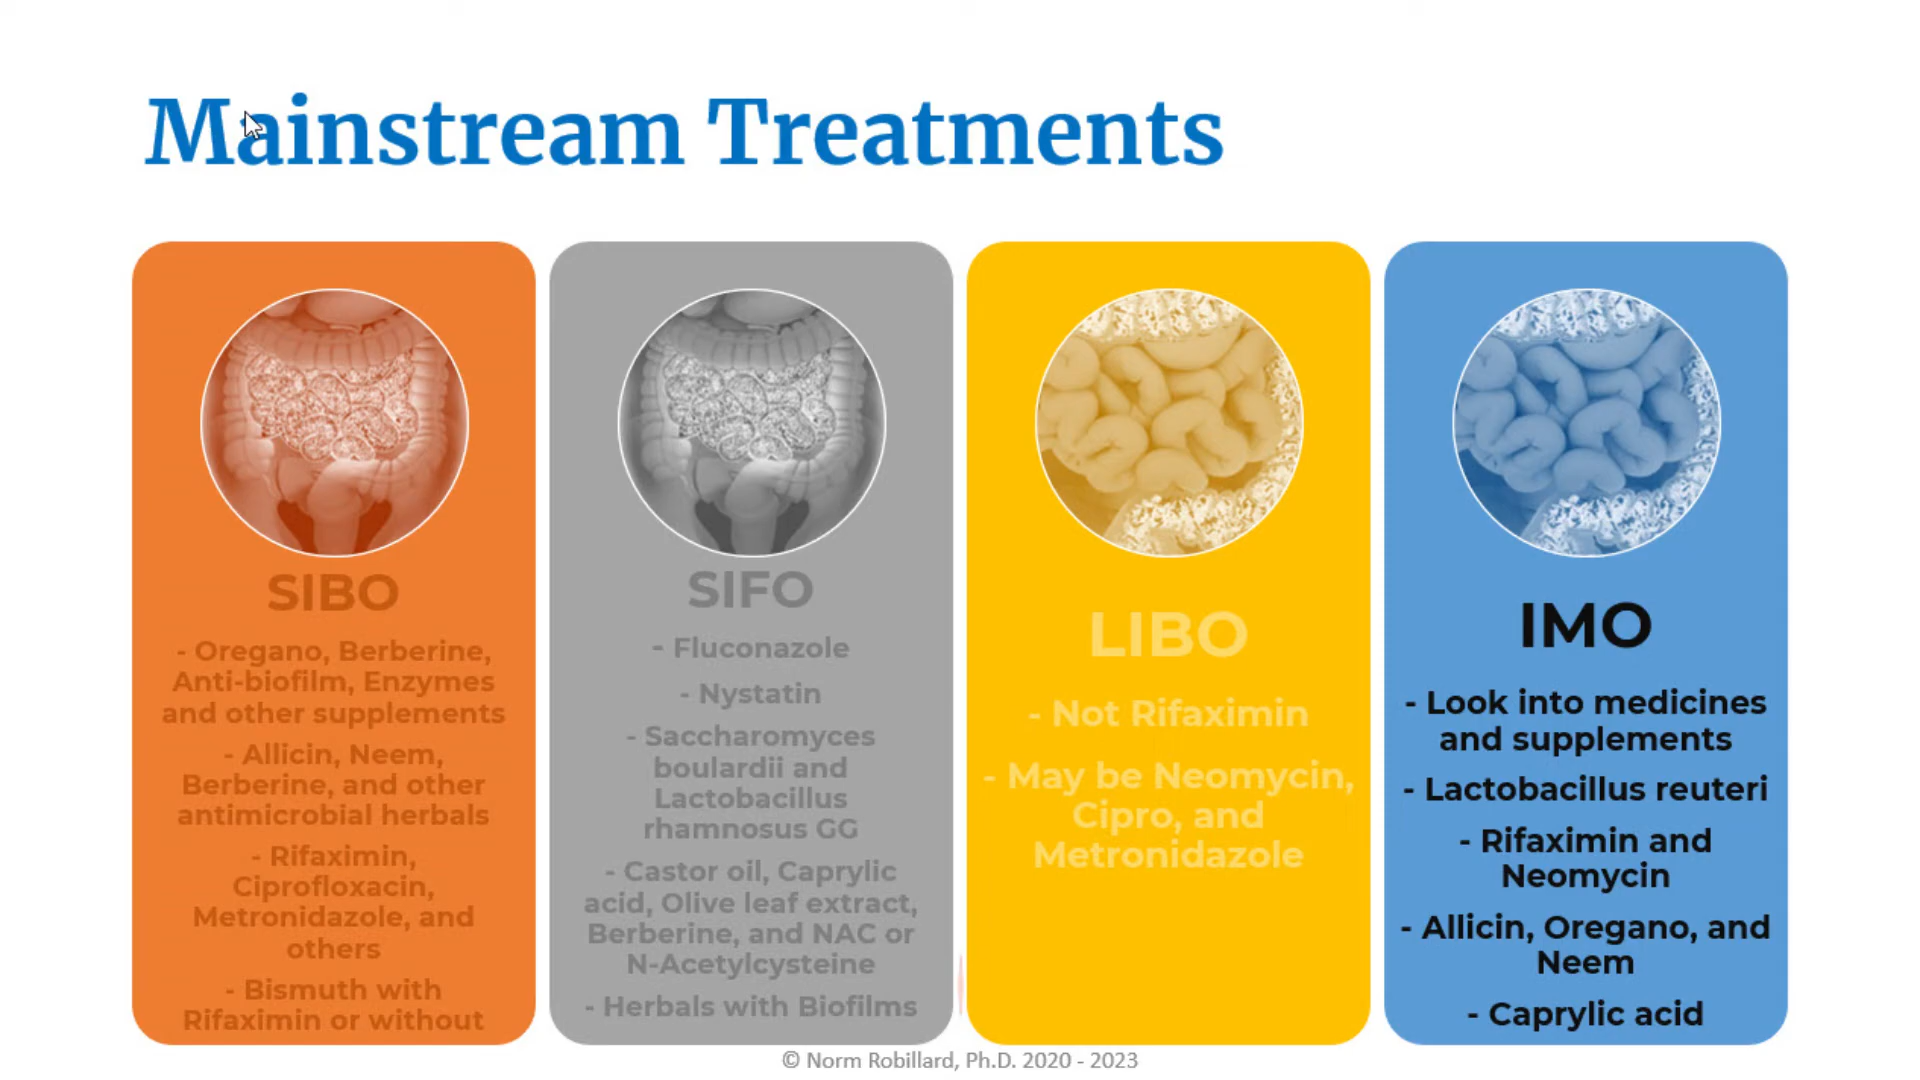 Mainstream Treatments
SIBO
- Oregano, Berberine,
Anti-biofilm, Enzymes
and other supplements
- Allicin, Neem,
Berberine, and other
antimicrobial herbals
- Rifaximin,
Ciprofloxacin,
Metronidazole, and
others
- Bismuth with
Rifaximin or without
SIFO
- Fluconazole
- Nystatin
- Saccharomyces
boulardii and
Lactobacillus
rhamnosus GG
- Castor oil, Caprylic
acid, Olive leaf extract,
Berberine, and NAC or
N-Acetylcysteine
- Herbals with Biofilms
LIBO
- Not Rifaximin
- May be Neomycin,
Cipro, and
Metronidazole
IMO
- Look into medicines
and supplements
- Lactobacillus reuteri
- Rifaximin and
Neomycin
- Allicin, Oregano, and
Neem
- Caprylic acid
© Norm Robillard, Ph.D. 2020 - 2023